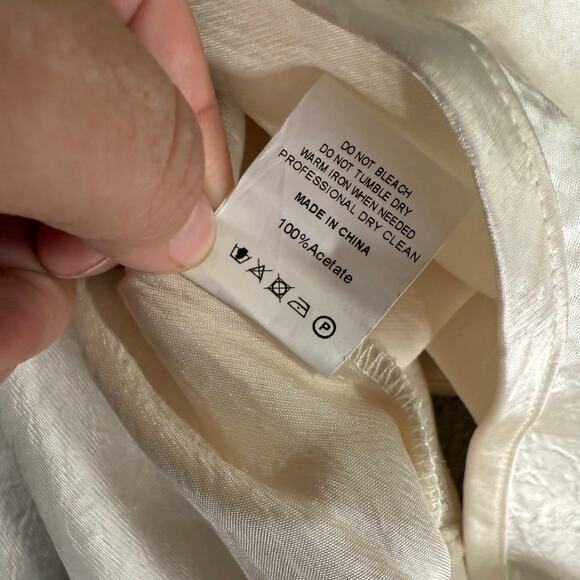 DO NOT BLEACH
DO NOT TUMBLE DRY
WARM IRON WHEN NEEDED
PROFESSIONAL DRY CLEAN
MADE IN CHINA
100%Acetate
P